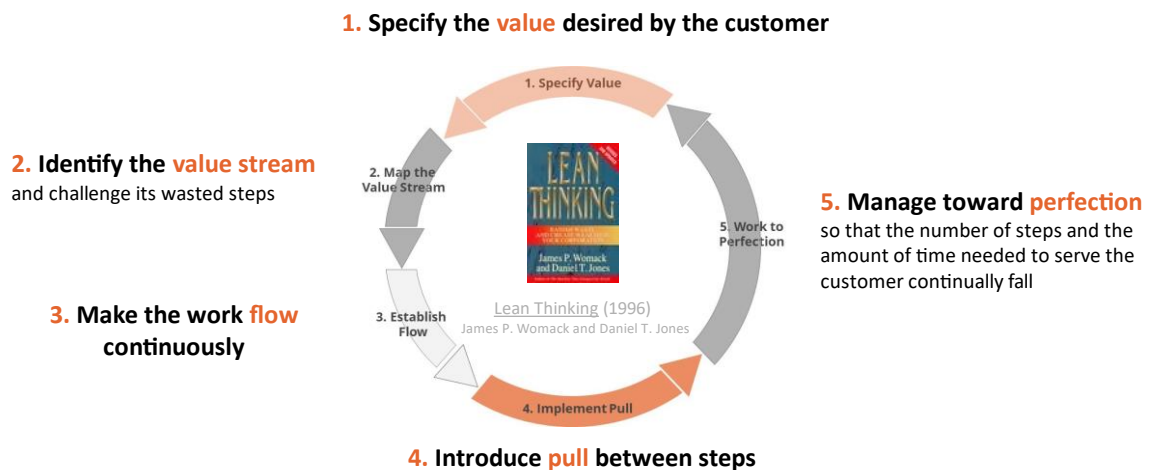 1. Specify the value desired by the customer
1. Specify Value
2. Identify the value stream
and challenge its wasted steps
2. Map the
Value Stream
LEAN
THINKING
James P. Womack
and Daniel T. Jones
5. Work to
Perfection
5. Manage toward perfection
so that the number of steps and the
amount of time needed to serve the
customer continually fall
3. Make the work flow
continuously
3. Establish
Flow
Lean Thinking (1996)
James P. Womack and Daniel T. Jones
4. Implement Pull
4. Introduce pull between steps